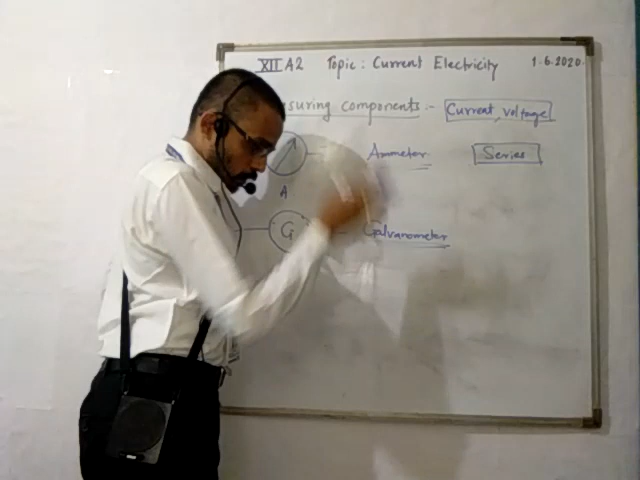 XII A2 Topic : Current Electricity 1.6.2020.
suring components :- Current, voltage
Ammeter Series
A
G Galvanometer